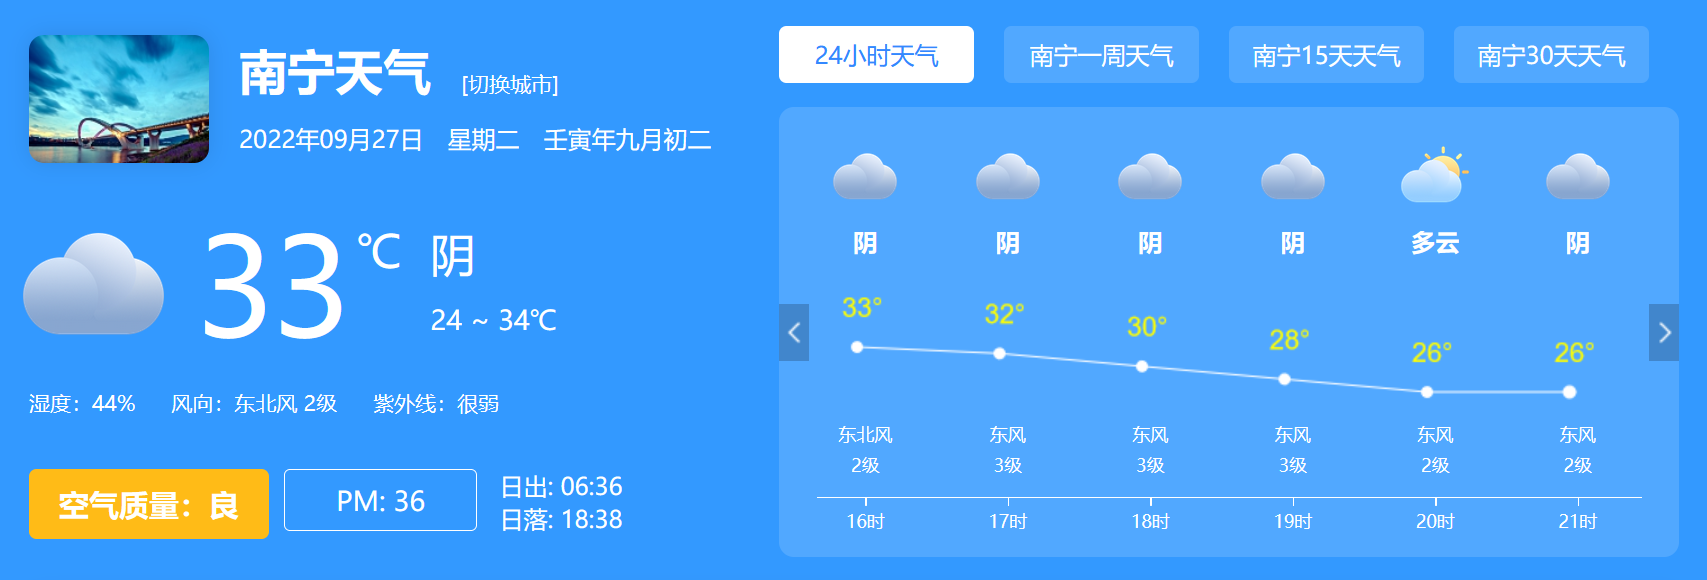 南宁天气 [切换城市]
2022年09月27日 星期二 壬寅年九月初二
33℃ 阴
24 ~ 34℃
湿度：44% 风向：东北风 2级 紫外线：很弱
空气质量：良 PM: 36
日出: 06:36
日落: 18:38
24小时天气 南宁一周天气 南宁15天天气 南宁30天天气
阴 阴 阴 阴 多云 阴
33° 32° 30° 28° 26° 26°
东北风 东风 东风 东风 东风 东风
2级 3级 3级 3级 2级 2级
16时 17时 18时 19时 20时 21时